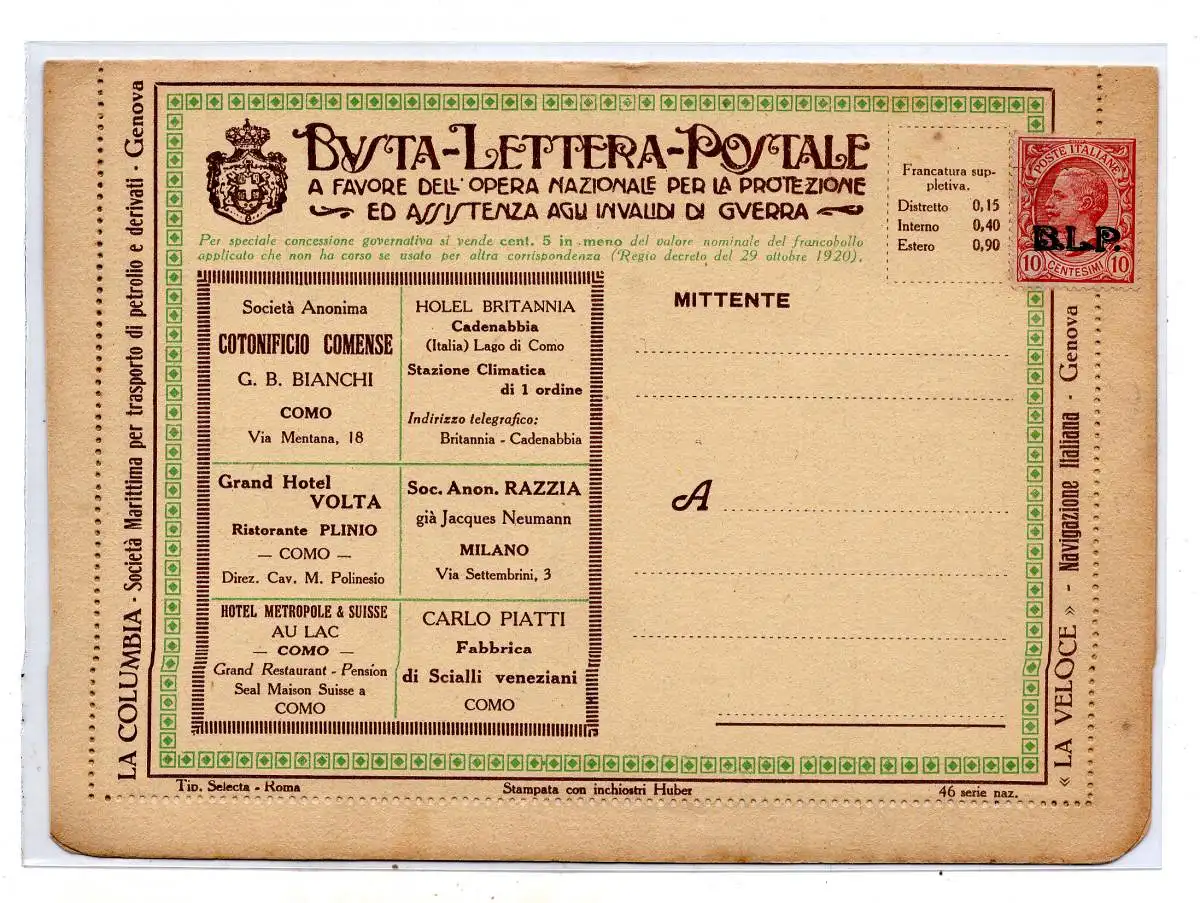 BUSTA-LETTERA-POSTALE
A FAVORE DELL' OPERA NAZIONALE PER LA PROTEZIONE
ED ASSISTENZA AGLI INVALIDI DI GVERRA
Per speciale concessione governativa si vende cent. 5 in meno del valore nominale del francobollo
applicato che non ha corso se usato per altra corrispondenza (Regio decreto del 29 ottobre 1920).
Francatura sup-
pletiva.
Distretto 0,15
Interno 0,40
Estero 0,90
POSTE ITALIANE
B.L.P.
10 CENTESIMI 10
LA COLUMBIA - Società Marittima per trasporto di petrolio e derivati - Genova
Società Anonima
COTONIFICIO COMENSE
G. B. BIANCHI
COMO
Via Mentana, 18
HOLEL BRITANNIA
Cadenabbia
(Italia) Lago di Como
Stazione Climatica
di 1 ordine
Indirizzo telegrafico:
Britannia - Cadenabbia
Grand Hotel
VOLTA
Ristorante PLINIO
— COMO —
Direz. Cav. M. Polinesio
Soc. Anon. RAZZIA
già Jacques Neumann
MILANO
Via Settembrini, 3
HOTEL METROPOLE & SUISSE
AU LAC
— COMO —
Grand Restaurant - Pension
Seal Maison Suisse a
COMO
CARLO PIATTI
Fabbrica
di Scialli veneziani
COMO
MITTENTE
A
« LA VELOCE » - Navigazione Italiana - Genova
Tip. Selecta - Roma
Stampata con inchiostri Huber
46 serie naz.